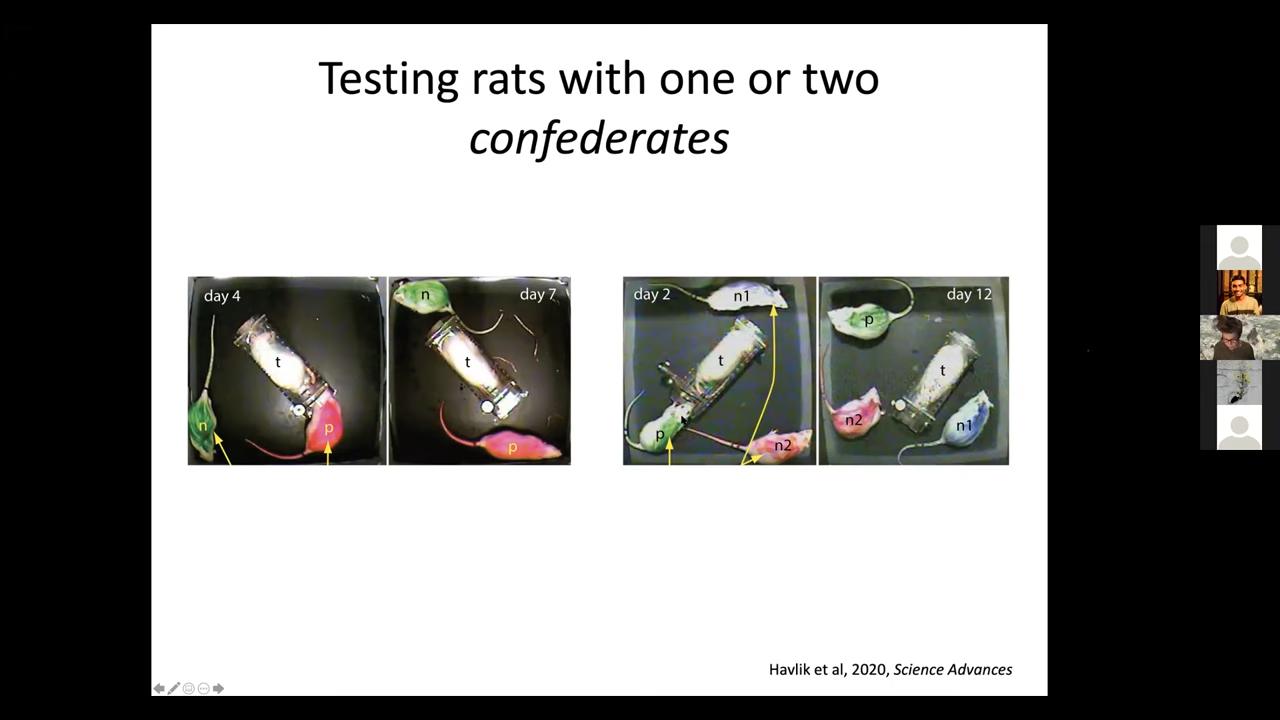 Testing rats with one or two
confederates
day 4
n
t
p
n
day 7
t
p
day 2
n1
t
p
n2
day 12
p
t
n2
n1
Havlik et al, 2020, Science Advances